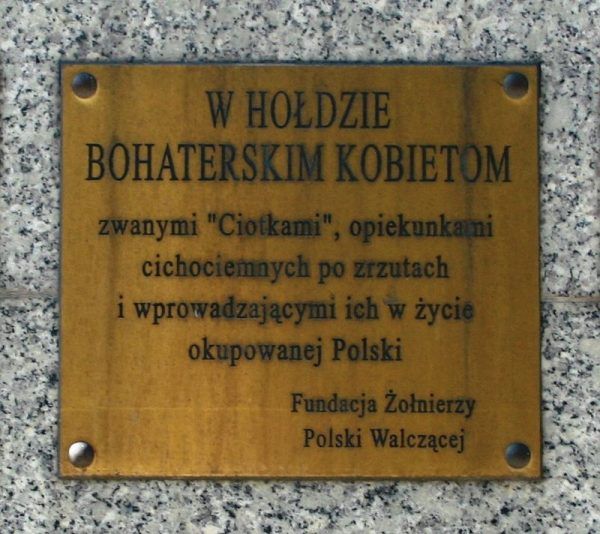 W HOŁDZIE
BOHATERSKIM KOBIETOM
zwanymi "Ciotkami", opiekunkami
cichociemnych po zrzutach
i wprowadzającymi ich w życie
okupowanej Polski
Fundacja Żołnierzy
Polski Walczącej